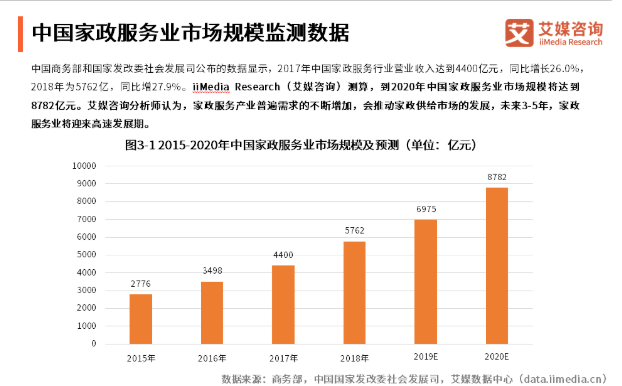 中国家政服务业市场规模监测数据
艾 艾媒咨询
iiMedia Research
中国商务部和国家发改委社会发展司公布的数据显示，2017年中国家政服务行业营业收入达到4400亿元，同比增长26.0%，
2018年为5762亿，同比增27.9%。iiMedia Research（艾媒咨询）测算，到2020年中国家政服务业市场规模将达到
8782亿元。艾媒咨询分析师认为，家政服务产业普遍需求的不断增加，会推动家政供给市场的发展，未来3-5年，家政
服务业将迎来高速发展期。
图3-1 2015-2020年中国家政服务业市场规模及预测（单位：亿元）
10000
9000
8000
7000
6000
5000
4000
3000
2000
1000
0
2776
3498
4400
5762
6975
8782
2015年
2016年
2017年
2018年
2019E
2020E
数据来源：商务部，中国国家发改委社会发展司，艾媒数据中心（data.iimedia.cn）